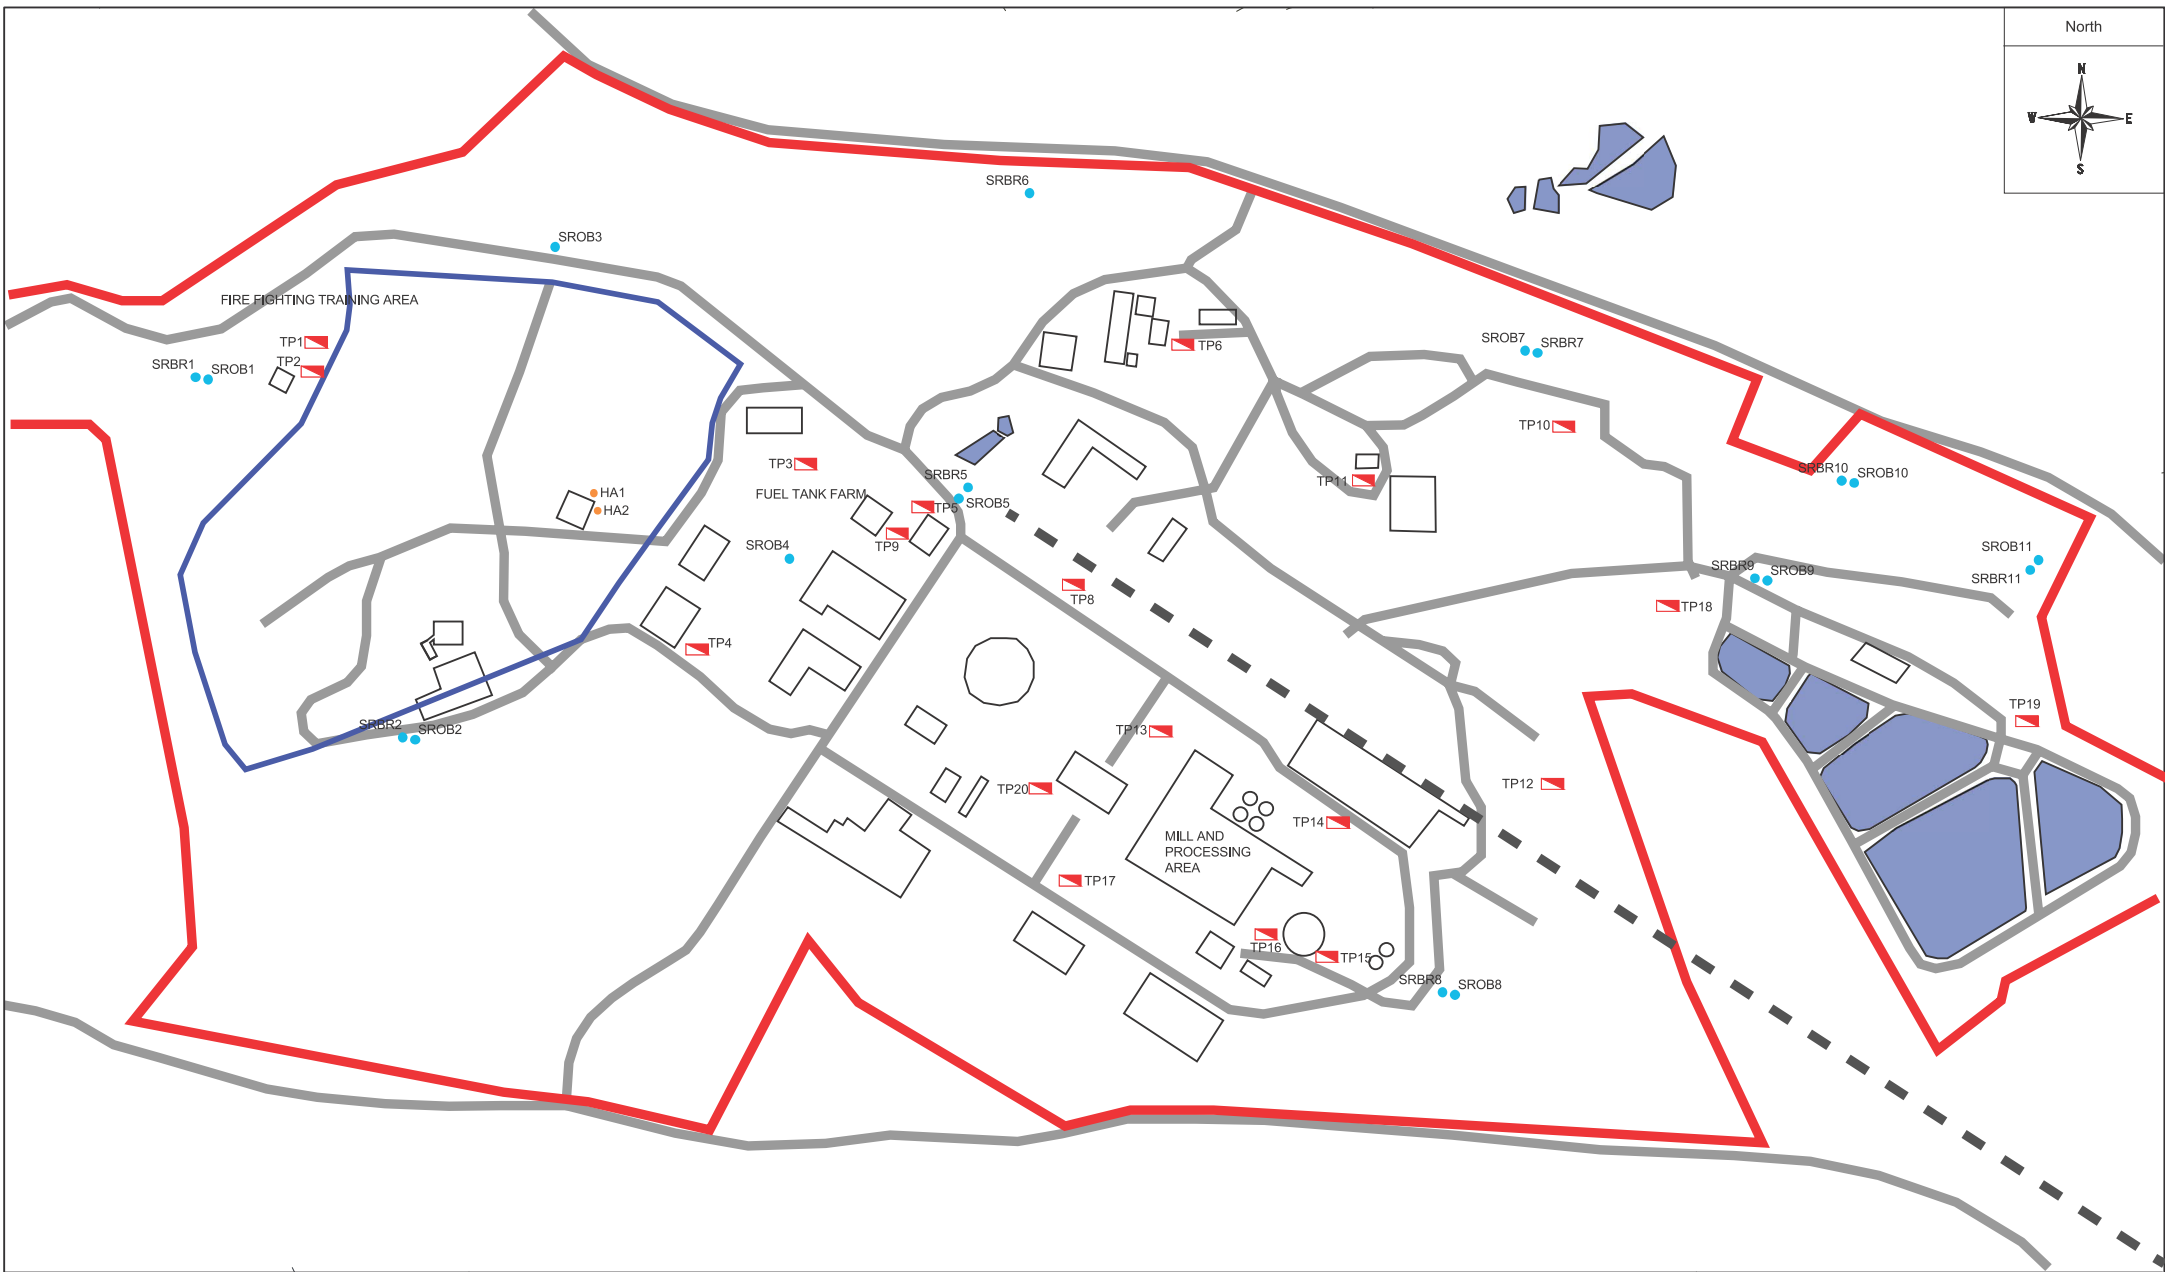 North
N
W
E
S
SRBR6
SROB3
FIRE FIGHTING TRAINING AREA
TP1
TP2
SRBR1
SROB1
TP6
SROB7
SRBR7
TP10
TP3
SRBR5
SRBR10
SROB10
TP11
HA1
FUEL TANK FARM
SROB5
TP5
HA2
TP9
SROB4
SROB11
SRBR9
SROB9
SRBR11
TP8
TP18
TP4
TP19
SRBR2
SROB2
TP13
TP12
TP20
TP14
MILL AND
PROCESSING
AREA
TP17
TP16
TP15
SRBR8
SROB8